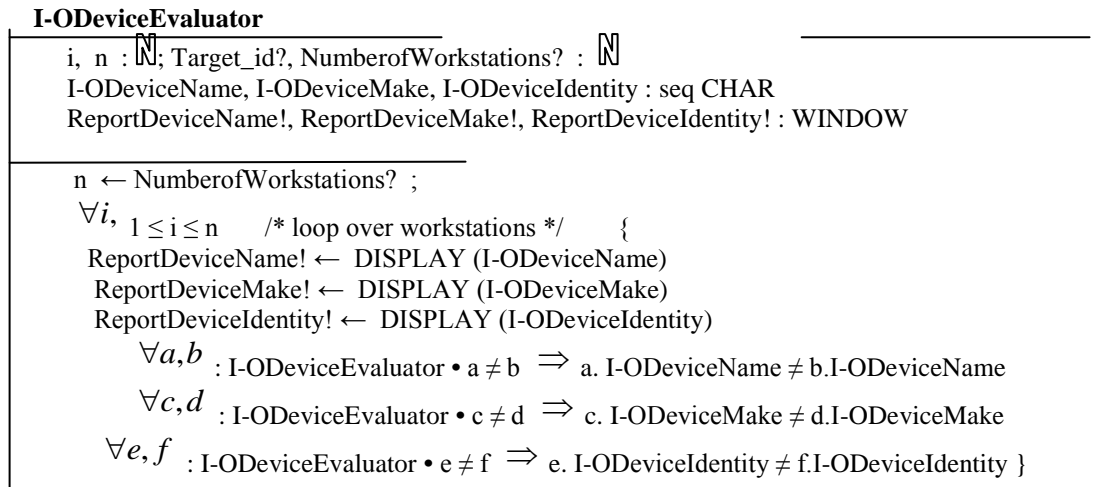 I-ODeviceEvaluator
i, n : ℕ; Target_id?, NumberofWorkstations? : ℕ
I-ODeviceName, I-ODeviceMake, I-ODeviceIdentity : seq CHAR
ReportDeviceName!, ReportDeviceMake!, ReportDeviceIdentity! : WINDOW
n ← NumberofWorkstations? ;
∀i, 1 ≤ i ≤ n /* loop over workstations */ {
ReportDeviceName! ← DISPLAY (I-ODeviceName)
ReportDeviceMake! ← DISPLAY (I-ODeviceMake)
ReportDeviceIdentity! ← DISPLAY (I-ODeviceIdentity)
∀a,b : I-ODeviceEvaluator • a ≠ b ⇒ a. I-ODeviceName ≠ b.I-ODeviceName
∀c,d : I-ODeviceEvaluator • c ≠ d ⇒ c. I-ODeviceMake ≠ d.I-ODeviceMake
∀e,f : I-ODeviceEvaluator • e ≠ f ⇒ e. I-ODeviceIdentity ≠ f.I-ODeviceIdentity }